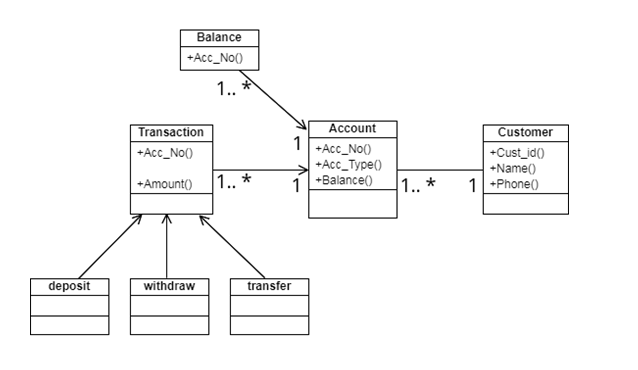 Balance
+Acc_No()
1.. *
1
Transaction
+Acc_No()
+Amount()
1.. *
1
Account
+Acc_No()
+Acc_Type()
+Balance()
1.. *
1
Customer
+Cust_id()
+Name()
+Phone()
deposit
withdraw
transfer